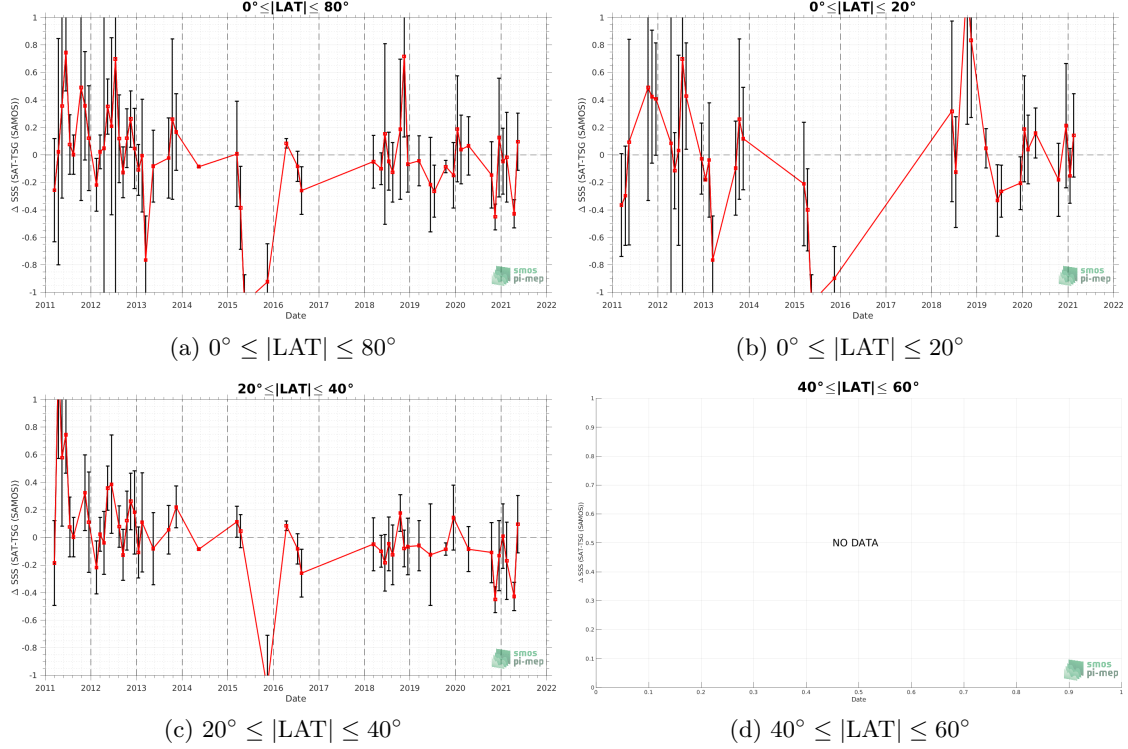 0°≤|LAT|≤ 80°
Δ SSS (SAT-TSG (SAMOS))
1
0.8
0.6
0.4
0.2
0
-0.2
-0.4
-0.6
-0.8
-1
2011 2012 2013 2014 2015 2016 2017 2018 2019 2020 2021 2022
Date
smos
pi-mep
(a) 0° ≤ |LAT| ≤ 80°
0°≤|LAT|≤ 20°
Δ SSS (SAT-TSG (SAMOS))
1
0.8
0.6
0.4
0.2
0
-0.2
-0.4
-0.6
-0.8
-1
2011 2012 2013 2014 2015 2016 2017 2018 2019 2020 2021 2022
Date
smos
pi-mep
(b) 0° ≤ |LAT| ≤ 20°
20°≤|LAT|≤ 40°
Δ SSS (SAT-TSG (SAMOS))
1
0.8
0.6
0.4
0.2
0
-0.2
-0.4
-0.6
-0.8
-1
2011 2012 2013 2014 2015 2016 2017 2018 2019 2020 2021 2022
Date
smos
pi-mep
(c) 20° ≤ |LAT| ≤ 40°
40°≤|LAT|≤ 60°
Δ SSS (SAT-TSG (SAMOS))
1
0.9
0.8
0.7
0.6
0.5
0.4
0.3
0.2
0.1
0
NO DATA
0 0.1 0.2 0.3 0.4 0.5 0.6 0.7 0.8 0.9 1
Date
smos
pi-mep
(d) 40° ≤ |LAT| ≤ 60°